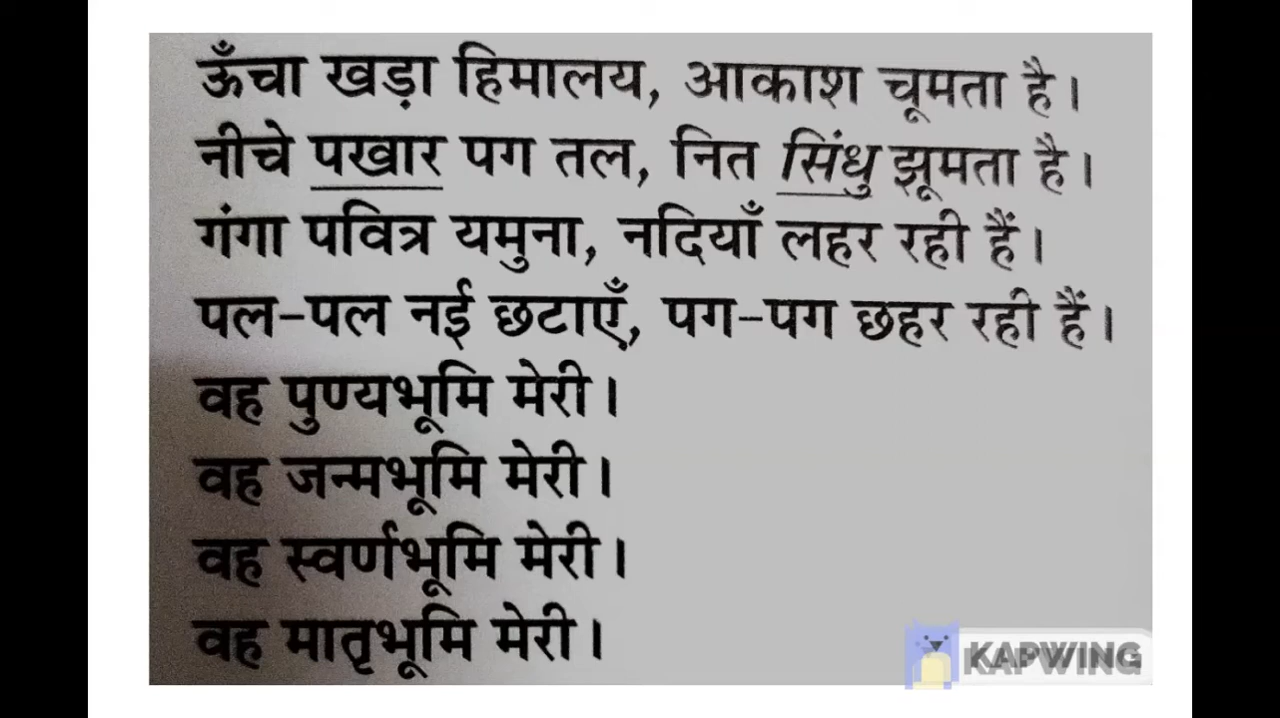 ऊँचा खड़ा हिमालय, आकाश चूमता है।
नीचे पखार पग तल, नित सिंधु झूमता है।
गंगा पवित्र यमुना, नदियाँ लहर रही हैं।
पल-पल नई छटाएँ, पग-पग छहर रही हैं।
वह पुण्यभूमि मेरी।
वह जन्मभूमि मेरी।
वह स्वर्णभूमि मेरी।
वह मातृभूमि मेरी।
KAPWING